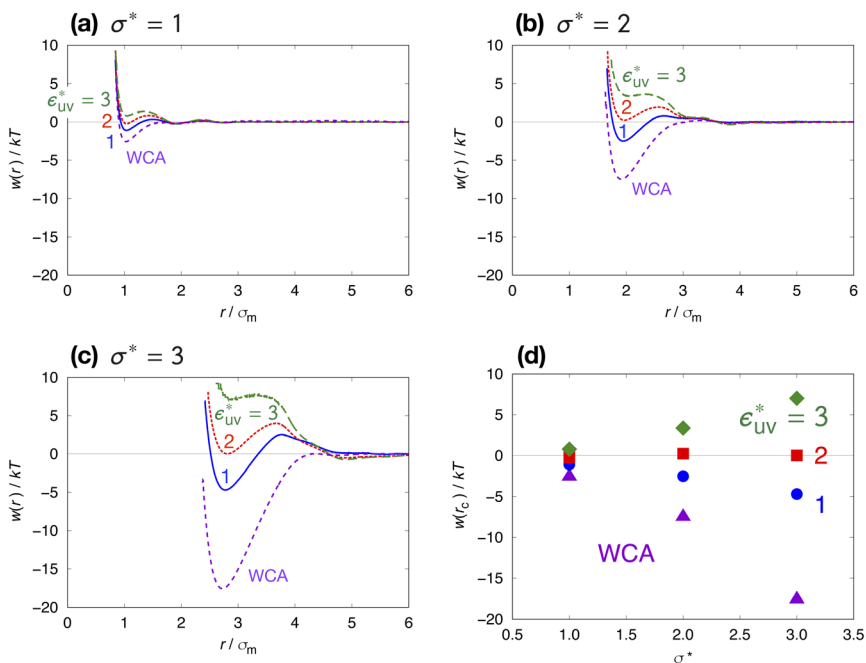 (a) σ* = 1
10
5
0
−5
−10
−15
−20
0 1 2 3 4 5 6
w(r) / kT
r / σm
ϵ*uv = 3
2
1
WCA
(b) σ* = 2
10
5
0
−5
−10
−15
−20
0 1 2 3 4 5 6
w(r) / kT
r / σm
ϵ*uv = 3
2
1
WCA
(c) σ* = 3
10
5
0
−5
−10
−15
−20
0 1 2 3 4 5 6
w(r) / kT
r / σm
ϵ*uv = 3
2
1
WCA
(d)
10
5
0
−5
−10
−15
−20
0.5 1.0 1.5 2.0 2.5 3.0 3.5
w(rc) / kT
σ*
ϵ*uv = 3
2
1
WCA